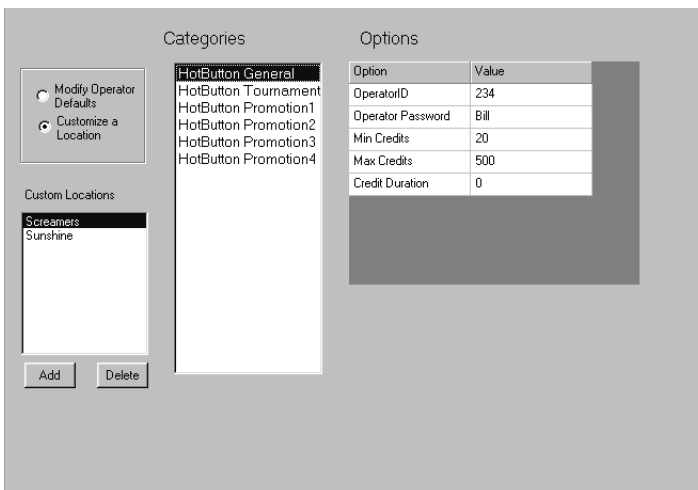 Categories
Options
Modify Operator
Defaults
Customize a
Location
Custom Locations
Screamers
Sunshine
Add
Delete
HotButton General
HotButton Tournament
HotButton Promotion1
HotButton Promotion2
HotButton Promotion3
HotButton Promotion4
Option Value
OperatorID 234
Operator Password Bill
Min Credits 20
Max Credits 500
Credit Duration 0